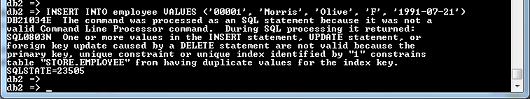 db2 =>
db2 => INSERT INTO employee VALUES ('00001', 'Morris', 'Olive', 'F', '1991-07-21')
DB21034E  The command was processed as an SQL statement because it was not a
valid Command Line Processor command.  During SQL processing it returned:
SQL0803N  One or more values in the INSERT statement, UPDATE statement, or
foreign key update caused by a DELETE statement are not valid because the
primary key, unique constraint or unique index identified by "1" constrains
table "STORE.EMPLOYEE" from having duplicate values for the index key.
SQLSTATE=23505
db2 =>
db2 => _